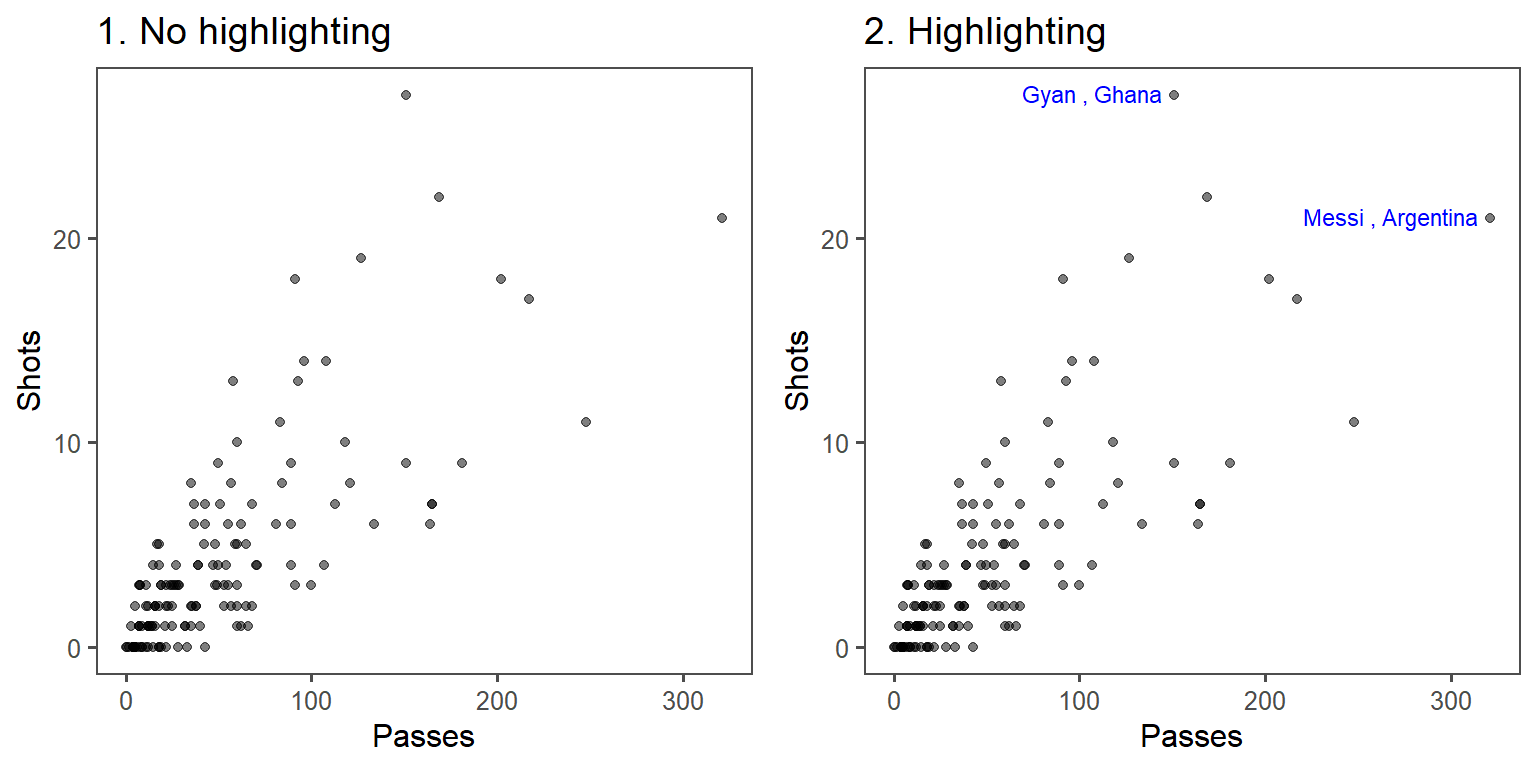 1. No highlighting
20
10
0
Shots
0 100 200 300
Passes
2. Highlighting
Gyan , Ghana
Messi , Argentina
20
10
0
Shots
0 100 200 300
Passes